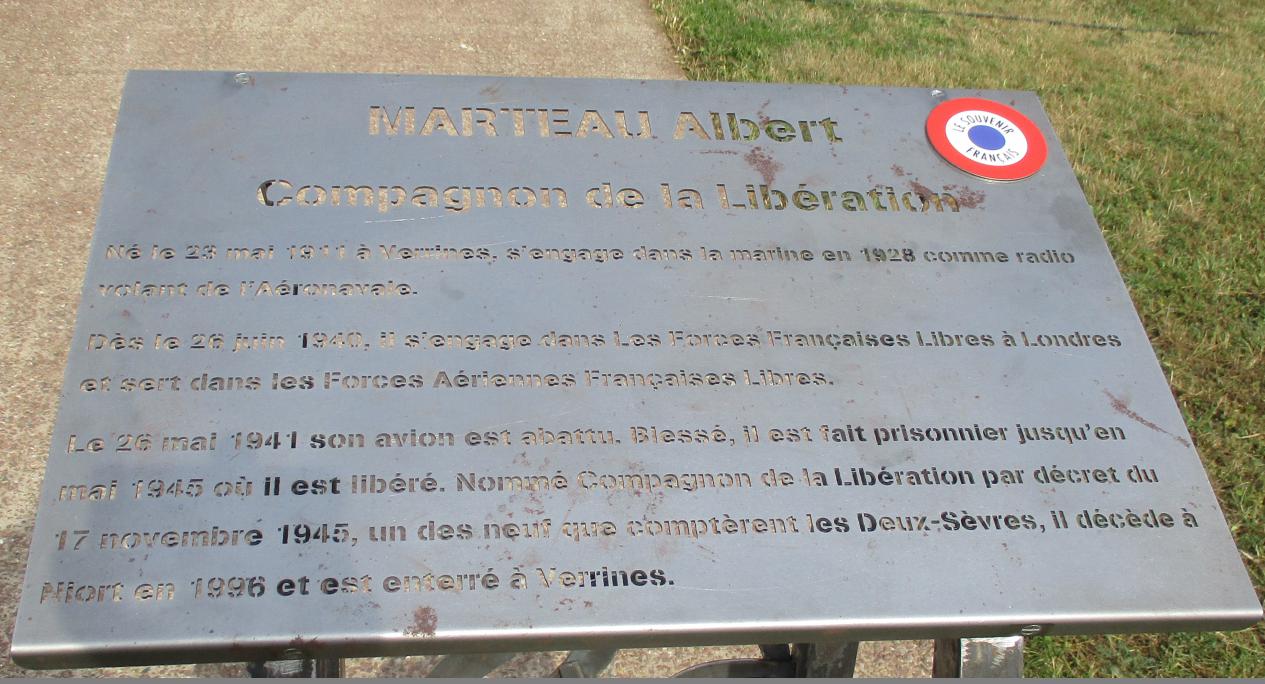 MARTEAU Albert
LE SOUVENIR
FRANÇAIS
Compagnon de la Libération
Né le 23 mai 1911 à Verrines, s'engage dans la marine en 1928 comme radio
volant de l'Aéronavale.
Dès le 26 juin 1940, il s'engage dans Les Forces Françaises Libres à Londres
et sert dans les Forces Aériennes Françaises Libres.
Le 26 mai 1941 son avion est abattu. Blessé, il est fait prisonnier jusqu'en
mai 1945 où il est libéré. Nommé Compagnon de la Libération par décret du
17 novembre 1945, un des neuf que comptèrent les Deux-Sèvres, il décède à
Niort en 1996 et est enterré à Verrines.